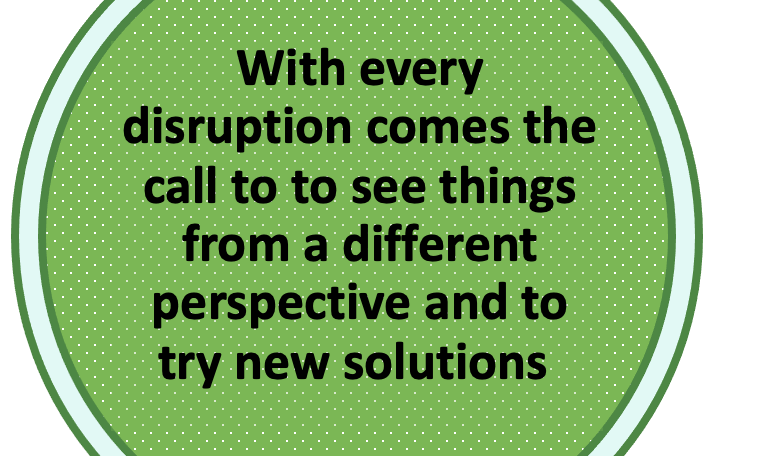 With every
disruption comes the
call to to see things
from a different
perspective and to
try new solutions